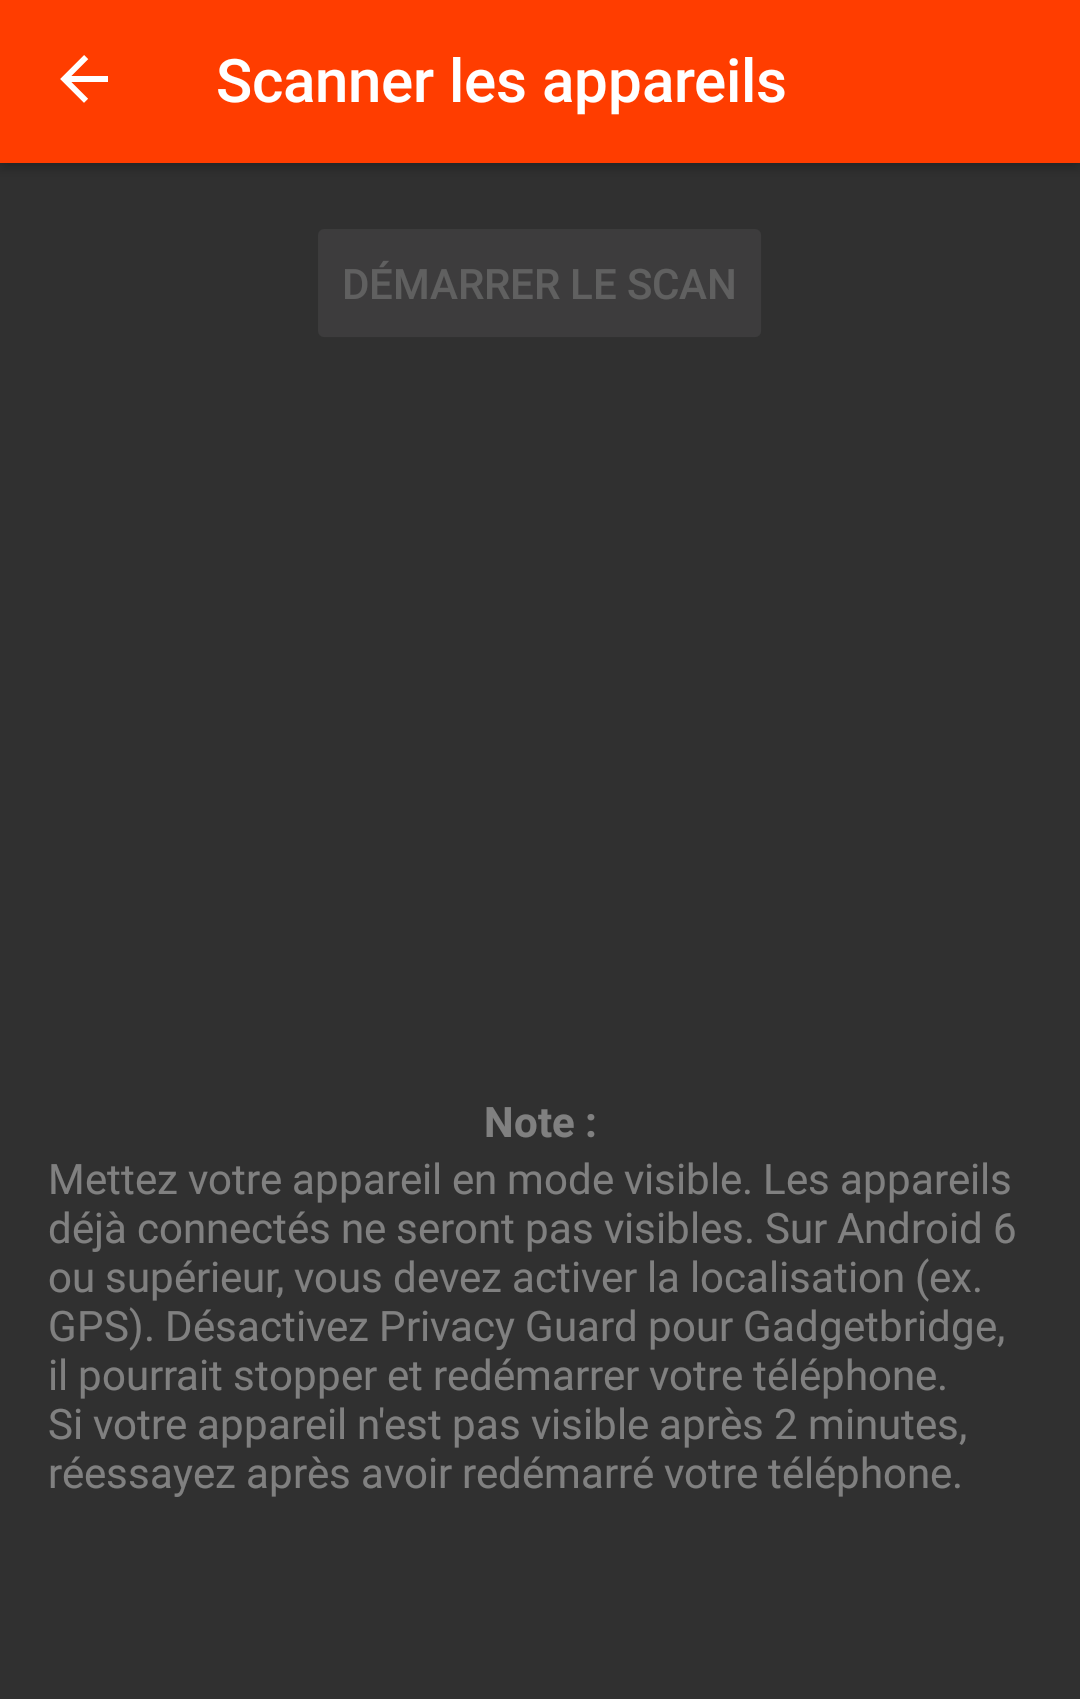 Scanner les appareils
DÉMARRER LE SCAN
Note :
Mettez votre appareil en mode visible. Les appareils
déjà connectés ne seront pas visibles. Sur Android 6
ou supérieur, vous devez activer la localisation (ex.
GPS). Désactivez Privacy Guard pour Gadgetbridge,
il pourrait stopper et redémarrer votre téléphone.
Si votre appareil n'est pas visible après 2 minutes,
réessayez après avoir redémarré votre téléphone.